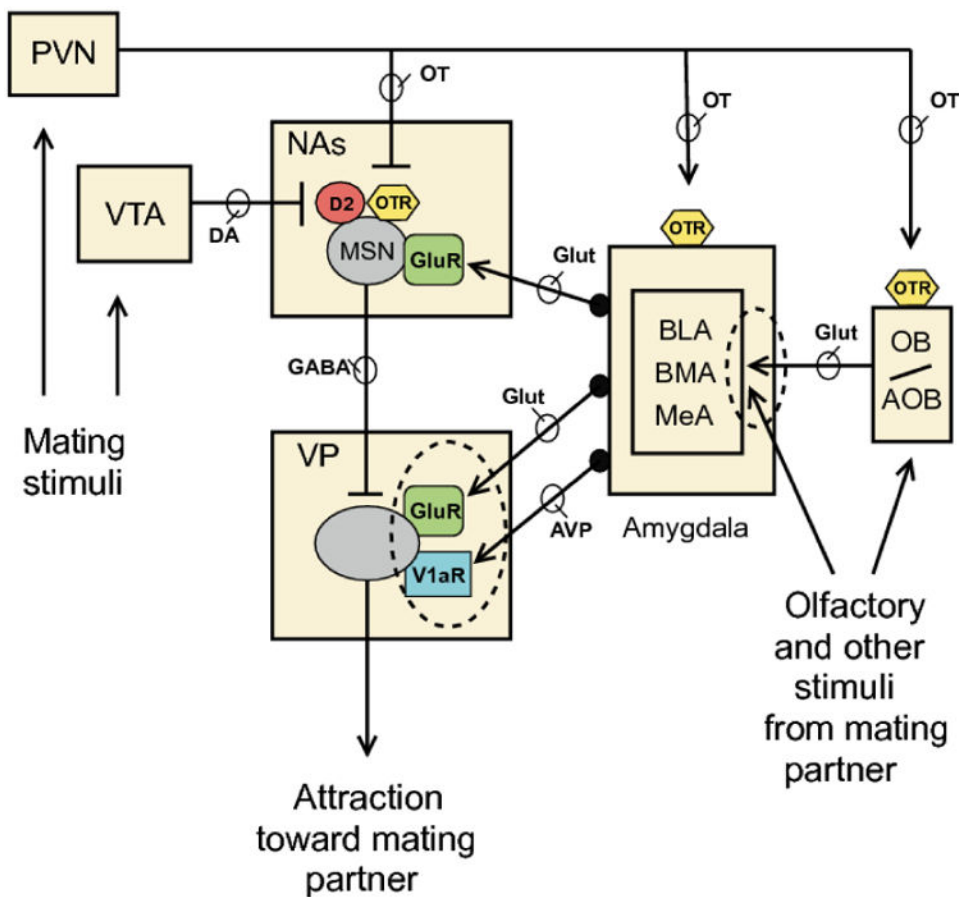 PVN
OT
OT
OT
NAs
VTA
D2
OTR
DA
MSN
GluR
Glut
OTR
OTR
Glut
BLA
BMA
MeA
OB
AOB
GABA
Glut
Mating
stimuli
VP
GluR
V1aR
AVP
Amygdala
Olfactory
and other
stimuli
from mating
partner
Attraction
toward mating
partner